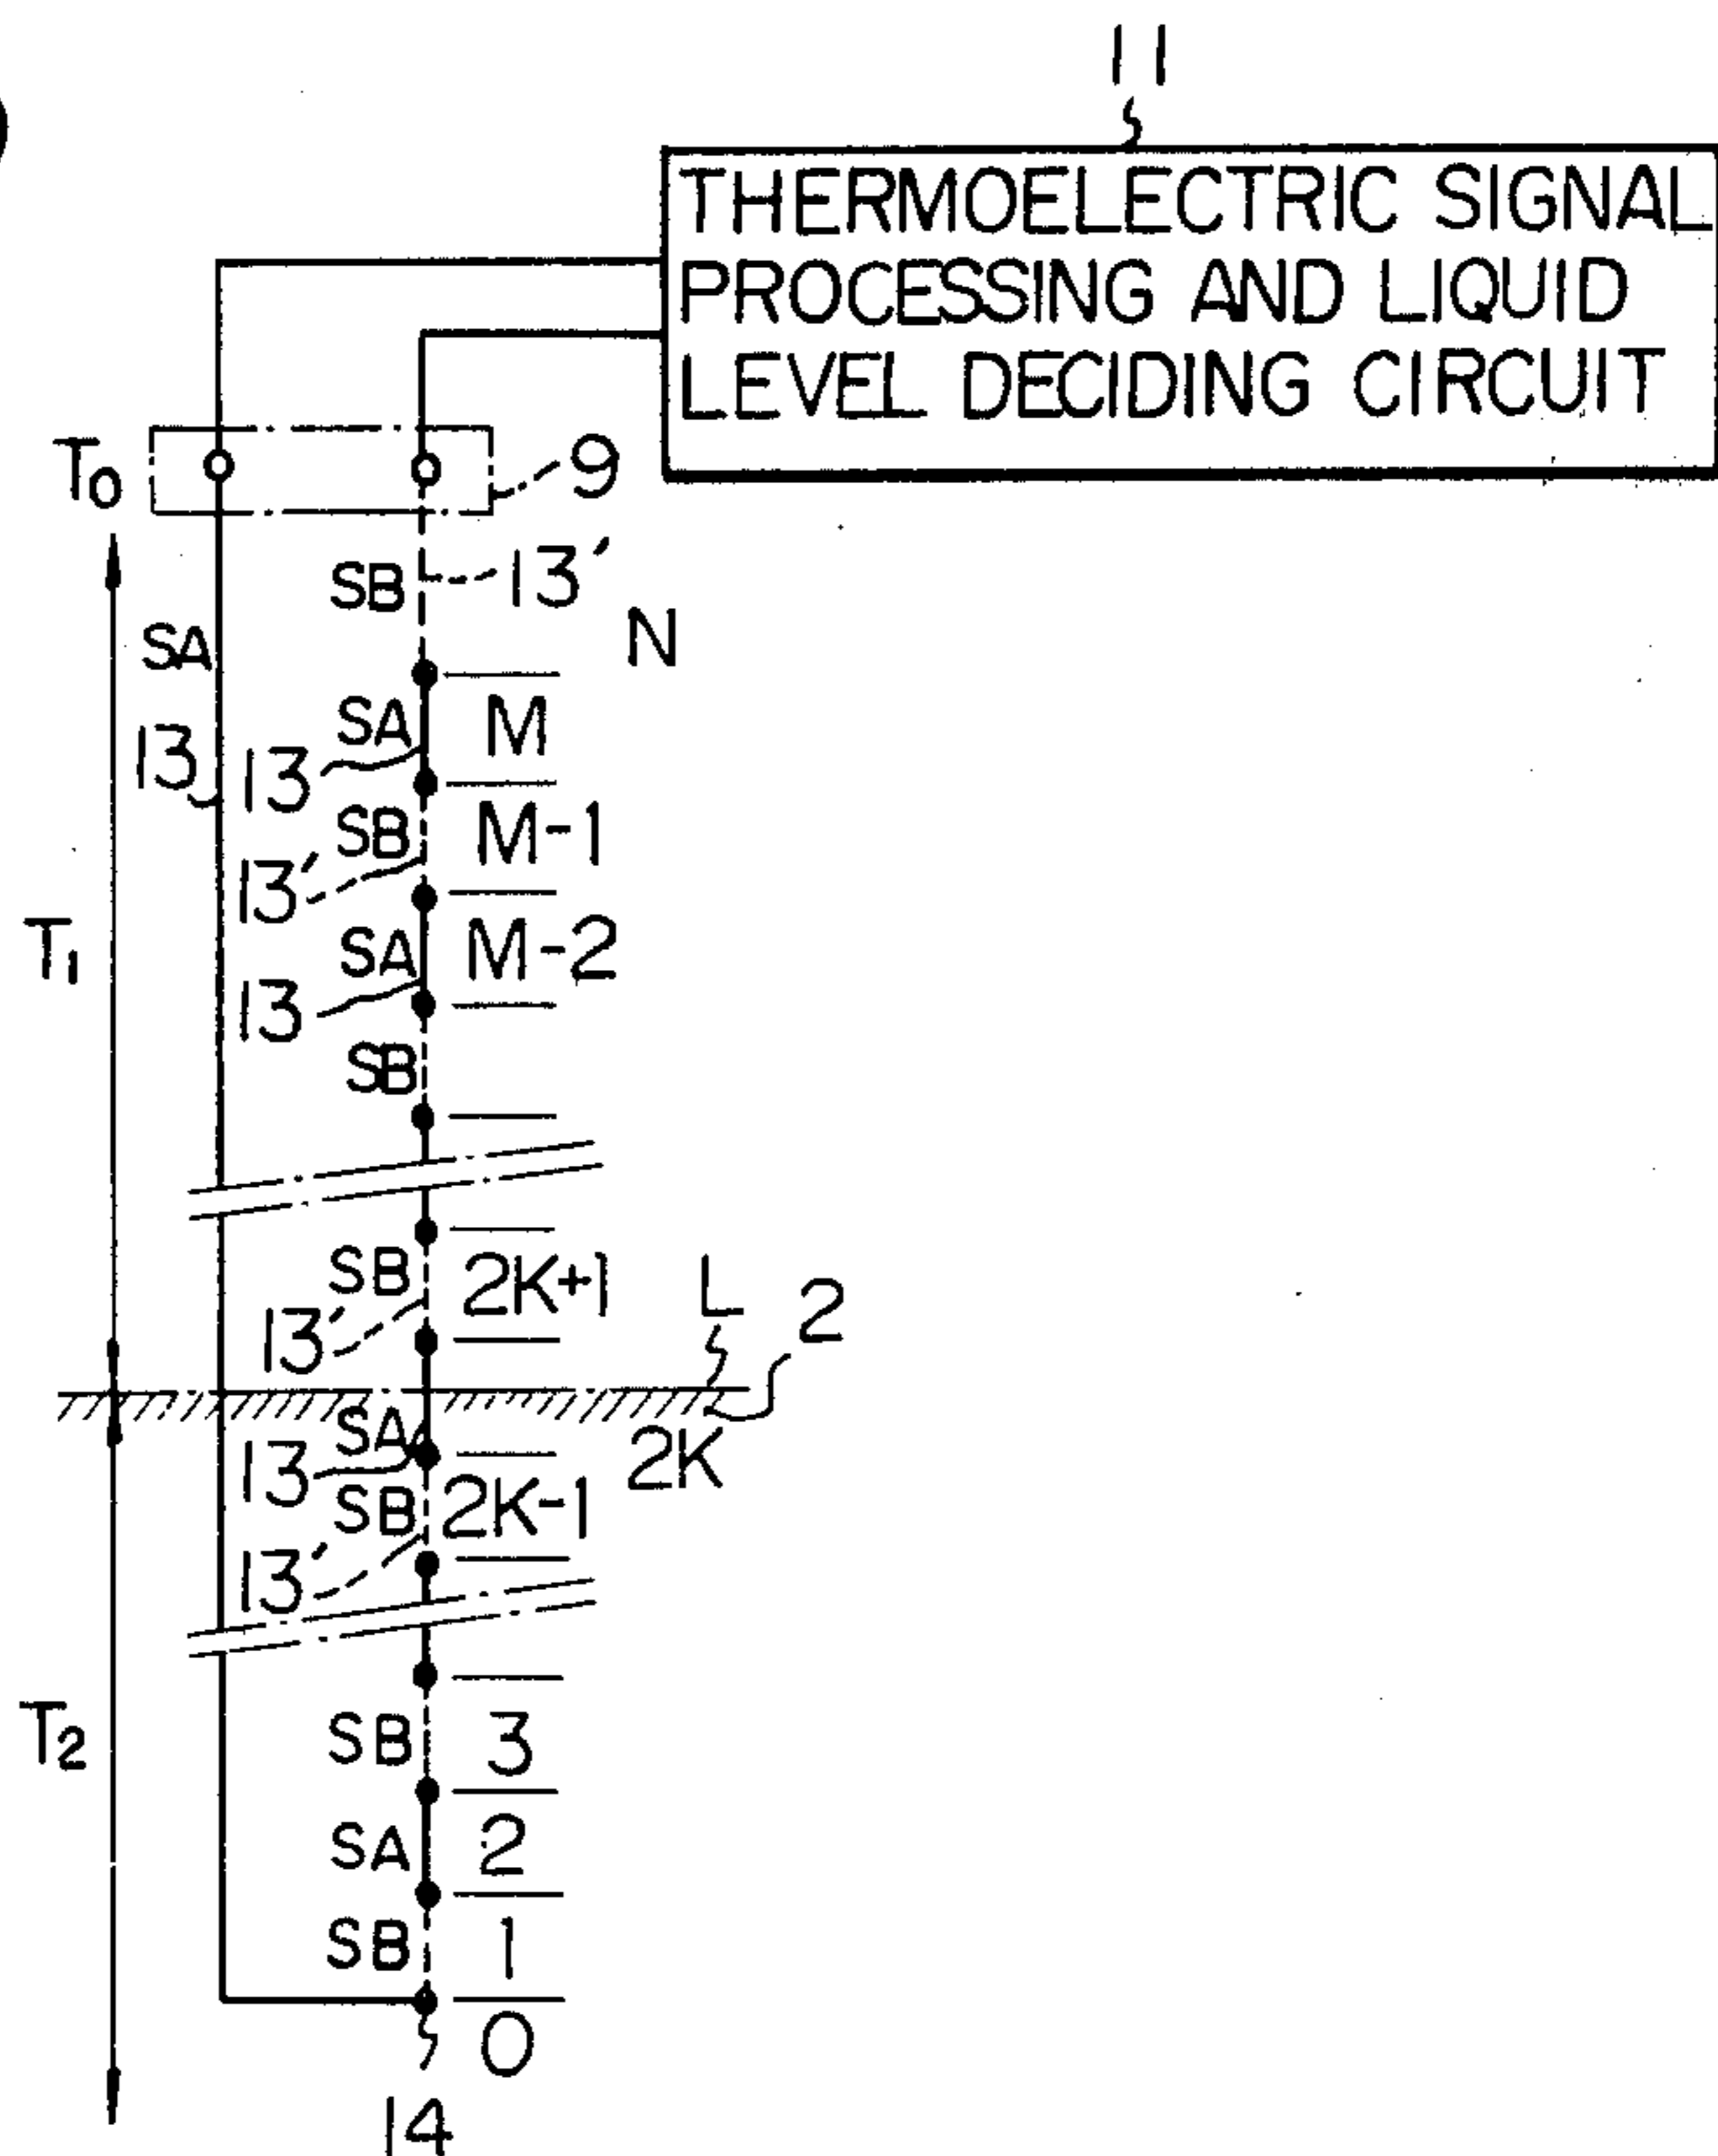 11
THERMOELECTRIC SIGNAL
PROCESSING AND LIQUID
LEVEL DECIDING CIRCUIT
T0
9
SB
13'
N
SA
SA
M
13
13
SB
M-1
13'
T1
SA
M-2
13
SB
SB
2K+1
L
2
13'
SA
2K
13
SB
2K-1
13'
T2
SB
3
SA
2
SB
1
0
14